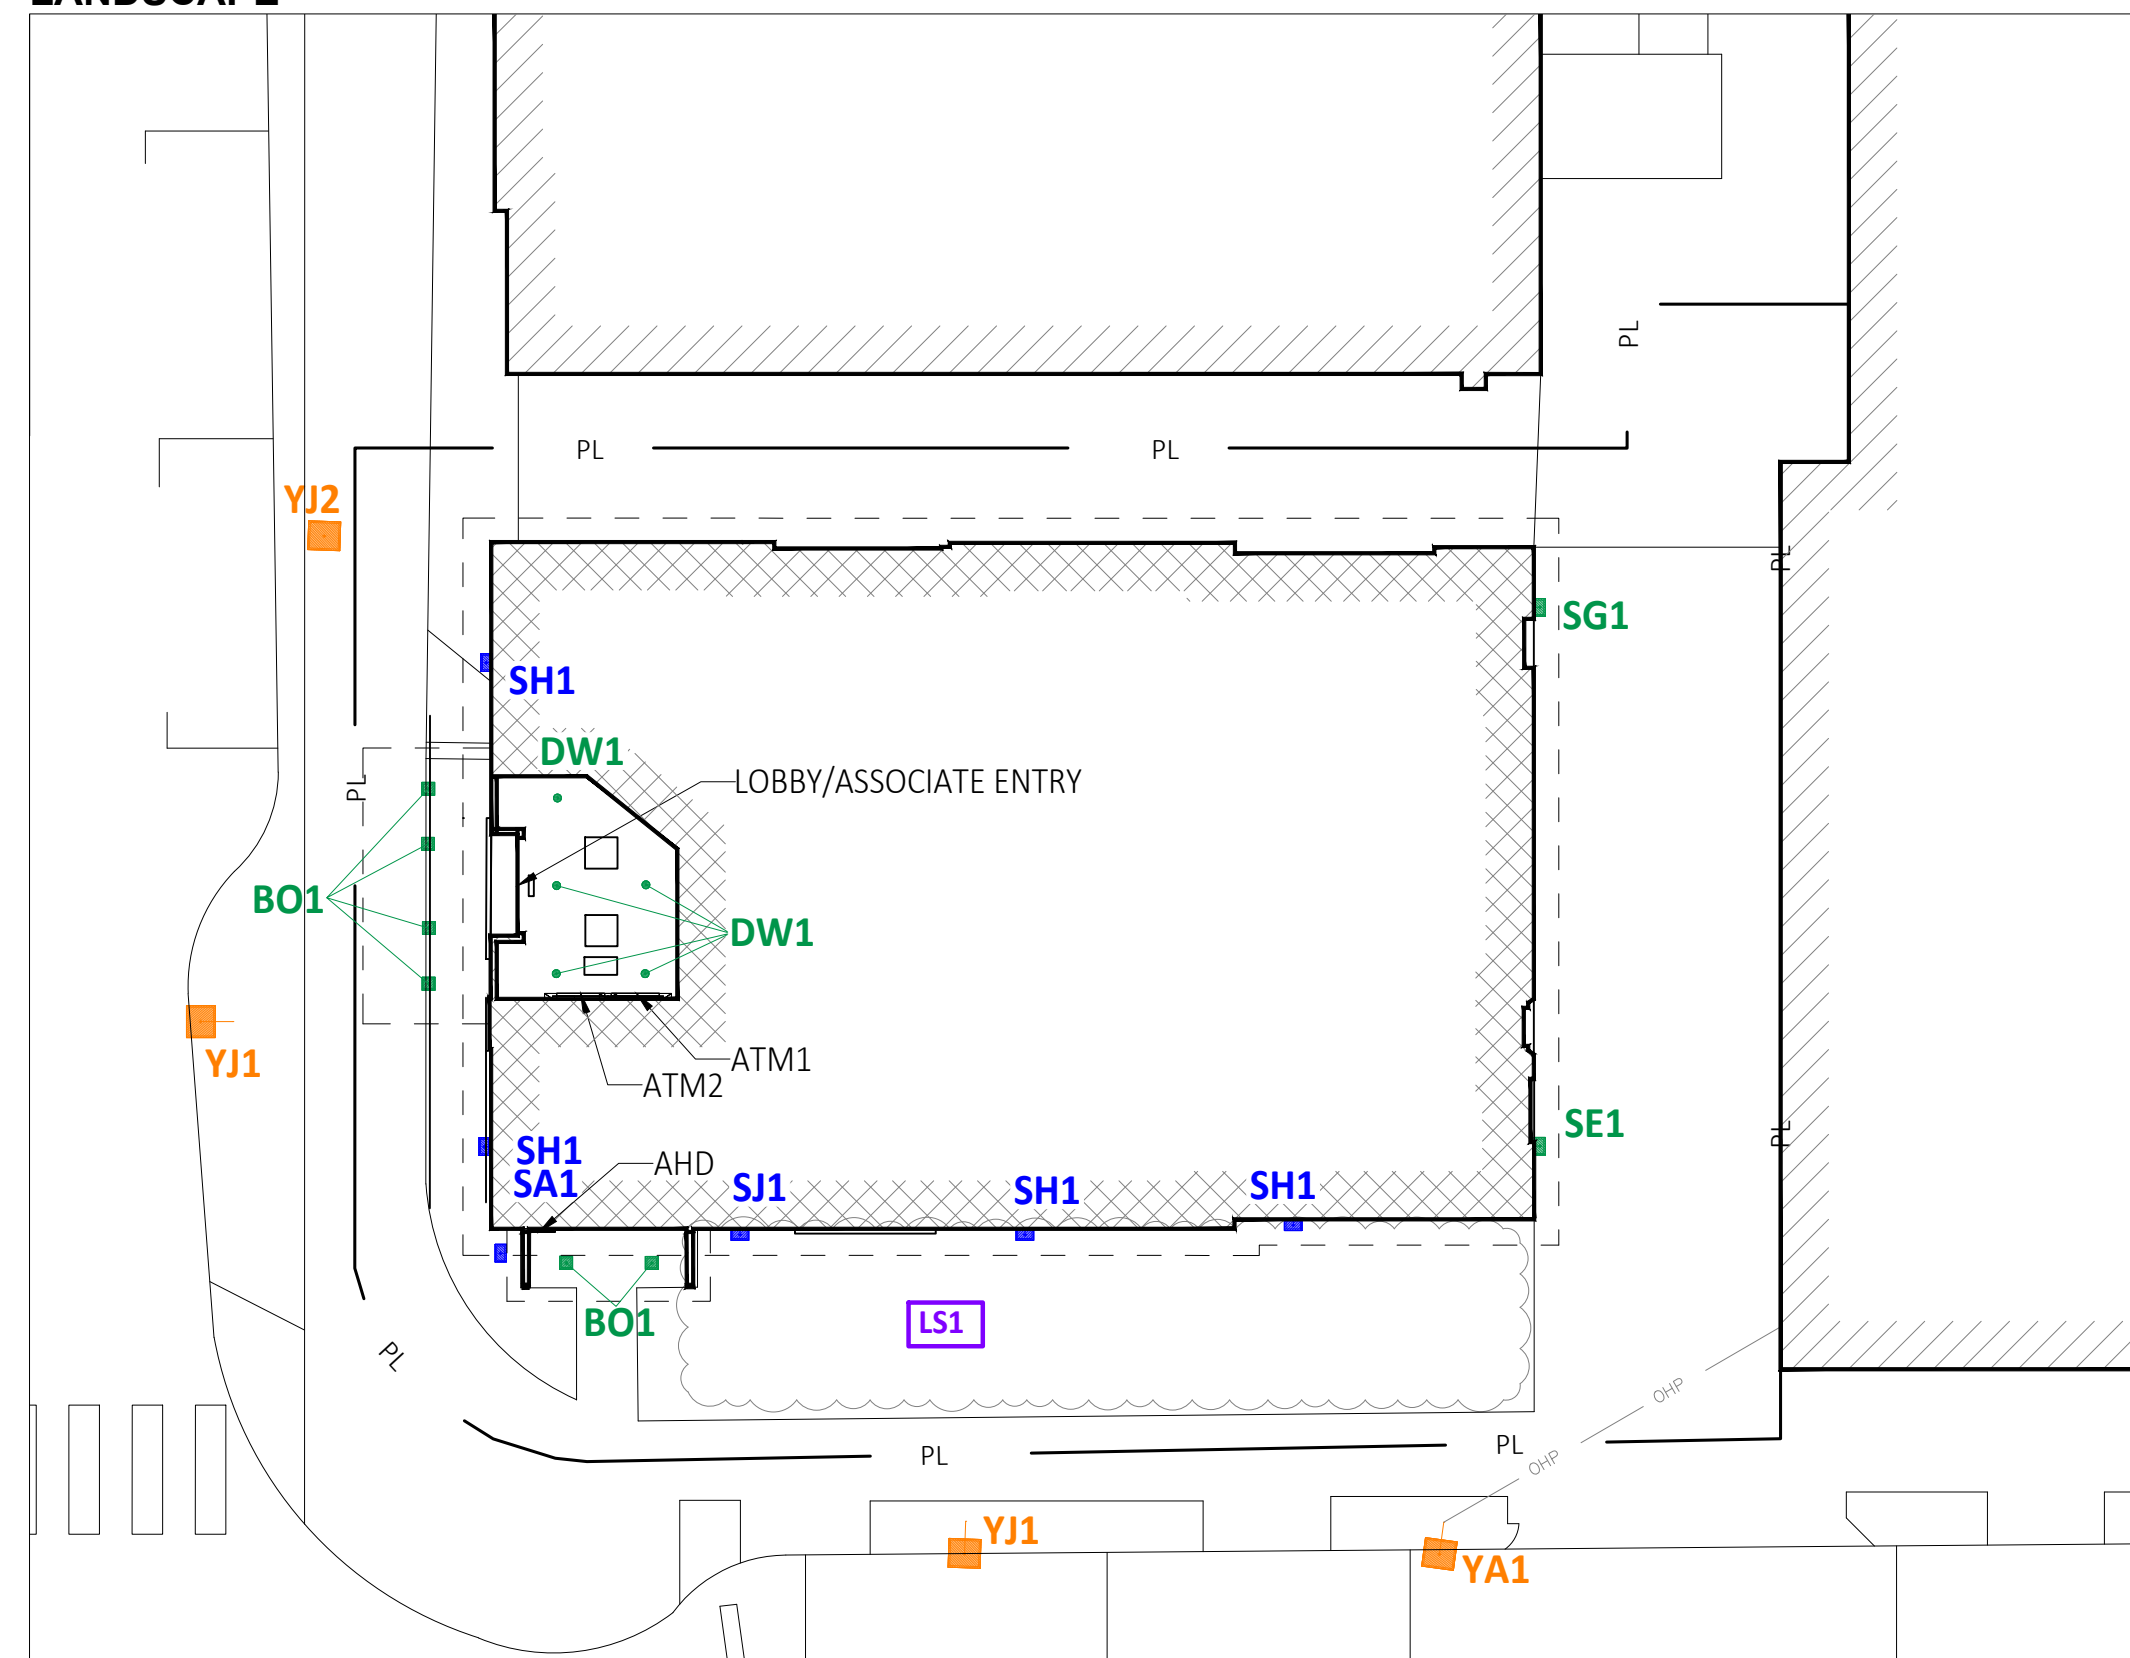 LANDSCAPE
PL
PL
PL
YJ2
PL
SG1
SH1
DW1
LOBBY/ASSOCIATE ENTRY
PL
BO1
DW1
YJ1
ATM1
ATM2
SE1
PL
SH1
SA1
AHD
SJ1
SH1
SH1
BO1
LS1
PL
OHP
PL
PL
OHP
YJ1
YA1